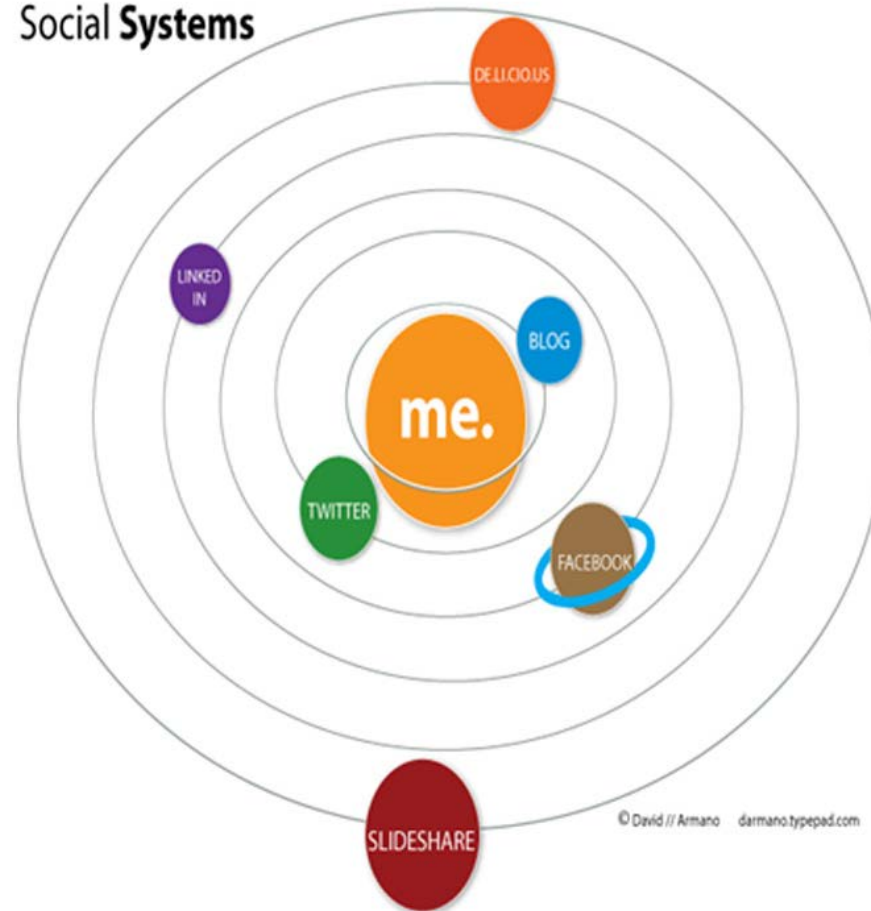 Social Systems
DE.LI.CIO.US
LINKED
IN
BLOG
me.
TWITTER
FACEBOOK
SLIDESHARE
© David // Armano darmano.typepad.com